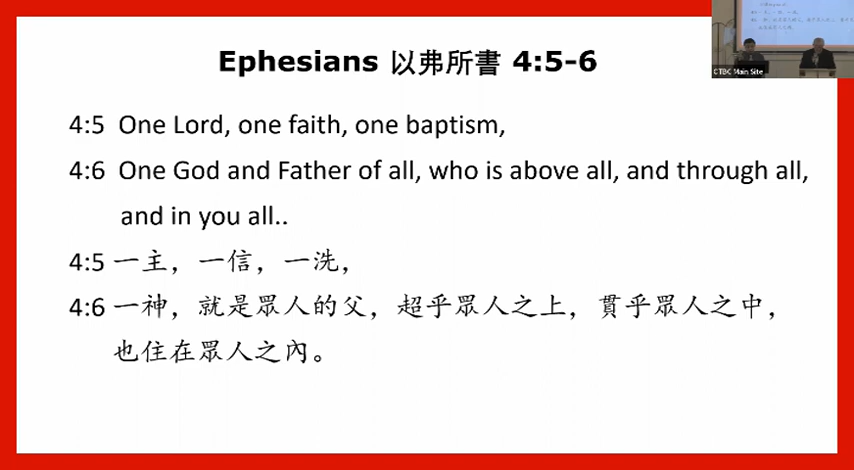 Ephesians 以弗所書 4:5-6
CTBC Main Site
4:5 One Lord, one faith, one baptism,
4:6 One God and Father of all, who is above all, and through all,
and in you all..
4:5 一主，一信，一洗，
4:6 一神，就是眾人的父，超乎眾人之上，貫乎眾人之中，
也住在眾人之內。